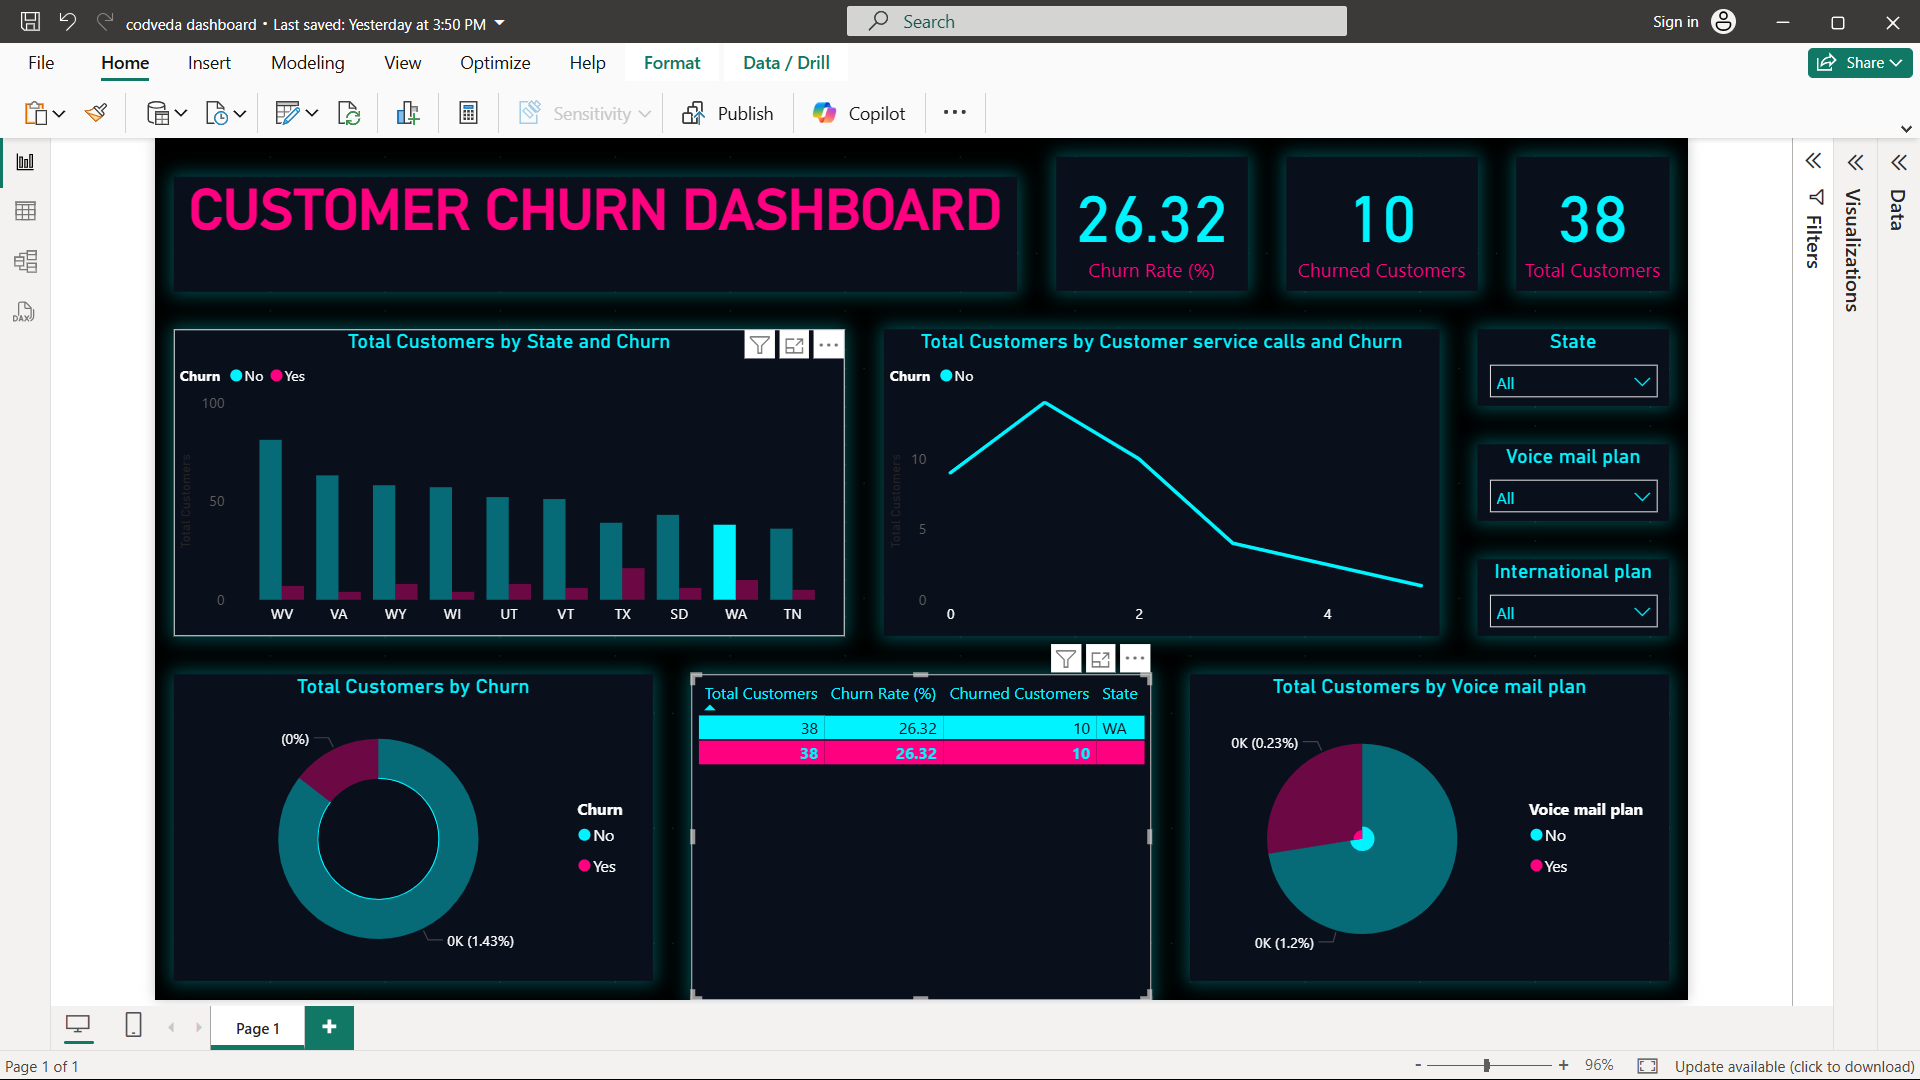 codveda dashboard • Last saved: Yesterday at 3:50 PM
Search
Sign in
File
Home
Insert
Modeling
View
Optimize
Help
Format
Data / Drill
Share
Sensitivity
Publish
Copilot
DAX
CUSTOMER CHURN DASHBOARD
26.32
Churn Rate (%)
10
Churned Customers
38
Total Customers
Filters
Visualizations
Data
Total Customers by State and Churn
Churn No Yes
Total Customers
100
50
0
WV VA WY WI UT VT TX SD WA TN
Total Customers by Customer service calls and Churn
Churn No
Total Customers
10
5
0
0 2 4
State
All
Voice mail plan
All
International plan
All
Total Customers by Churn
(0%)
0K (1.43%)
Churn
No
Yes
Total Customers Churn Rate (%) Churned Customers State
38 26.32 10 WA
38 26.32 10
Total Customers by Voice mail plan
0K (0.23%)
0K (1.2%)
Voice mail plan
No
Yes
Page 1
Page 1 of 1
- + 96%
Update available (click to download)